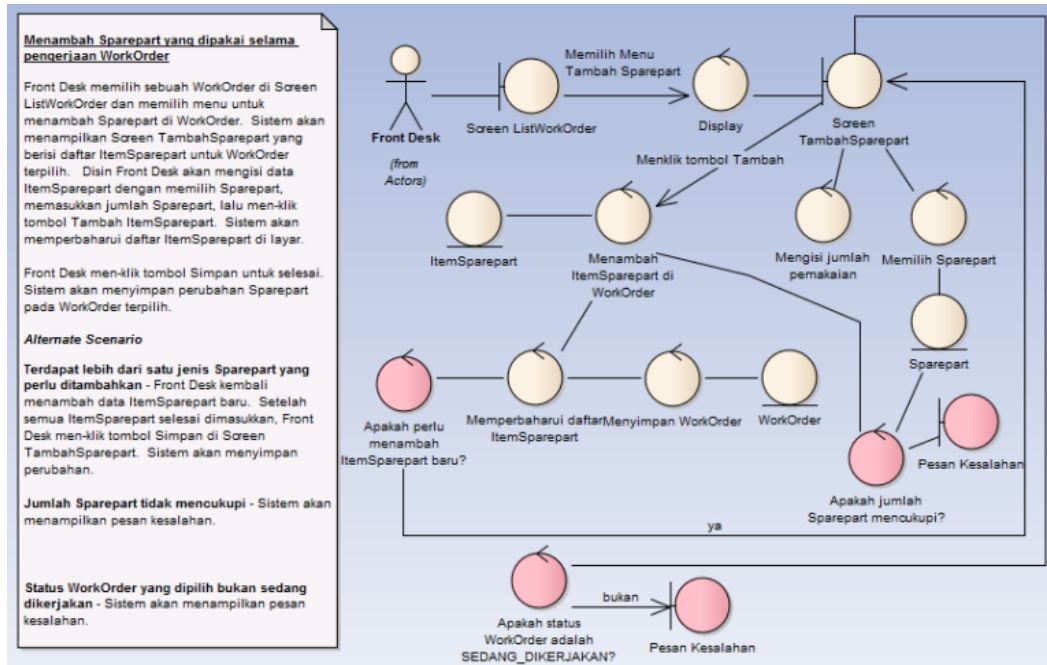 Menambah Sparepart yang dipakai selama
pengerjaan WorkOrder
Front Desk memilih sebuah WorkOrder di Screen
ListWorkOrder dan memilih menu untuk
menambah Sparepart di WorkOrder. Sistem akan
menampilkan Screen TambahSparepart yang
berisi daftar ItemSparepart untuk WorkOrder
terpilih. Disin Front Desk akan mengisi data
ItemSparepart dengan memilih Sparepart,
memasukkan jumlah Sparepart, lalu men-klik
tombol Tambah ItemSparepart. Sistem akan
memperbaharui daftar ItemSparepart di layar.
Front Desk men-klik tombol Simpan untuk selesai.
Sistem akan menyimpan perubahan Sparepart
pada WorkOrder terpilih.
Alternate Scenario
Terdapat lebih dari satu jenis Sparepart yang
perlu ditambahkan - Front Desk kembali
menambah data ItemSparepart baru. Setelah
semua ItemSparepart selesai dimasukkan, Front
Desk men-klik tombol Simpan di Screen
TambahSparepart. Sistem akan menyimpan
perubahan.
Jumlah Sparepart tidak mencukupi - Sistem akan
menampilkan pesan kesalahan.
Status WorkOrder yang dipilih bukan sedang
dikerjakan - Sistem akan menampilkan pesan
kesalahan.
Front Desk
(from
Actors)
Screen ListWorkOrder
Memilih Menu
Tambah Sparepart
Display
Screen
TambahSparepart
Menklik tombol Tambah
ItemSparepart
Menambah
ItemSparepart di
WorkOrder
Mengisi jumlah
pemakaian
Memilih Sparepart
Sparepart
Apakah perlu
menambah
ItemSparepart baru?
Memperbaharui daftar
ItemSparepart
Menyimpan WorkOrder
WorkOrder
Pesan Kesalahan
Apakah jumlah
Sparepart mencukupi?
ya
bukan
Apakah status
WorkOrder adalah
SEDANG_DIKERJAKAN?
Pesan Kesalahan